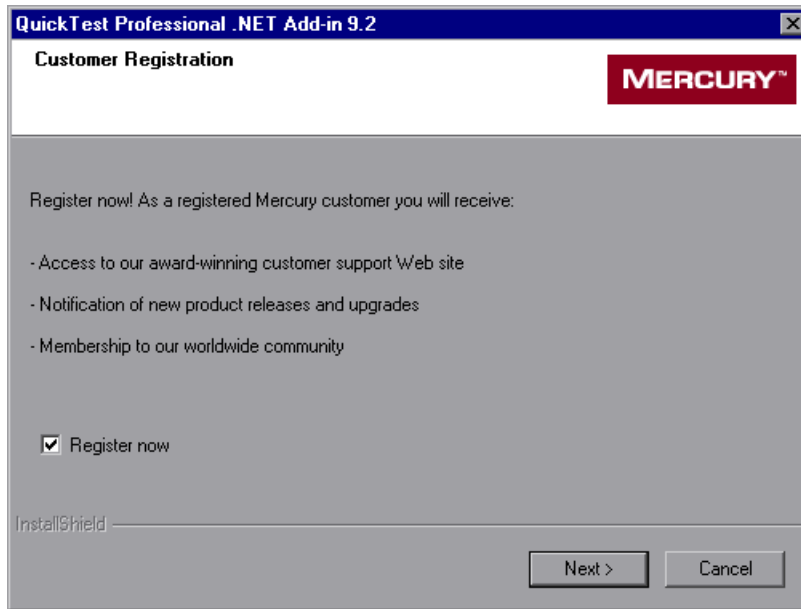 QuickTest Professional .NET Add-in 9.2
Customer Registration
MERCURY™
Register now! As a registered Mercury customer you will receive:
- Access to our award-winning customer support Web site
- Notification of new product releases and upgrades
- Membership to our worldwide community
Register now
InstallShield
Next >
Cancel